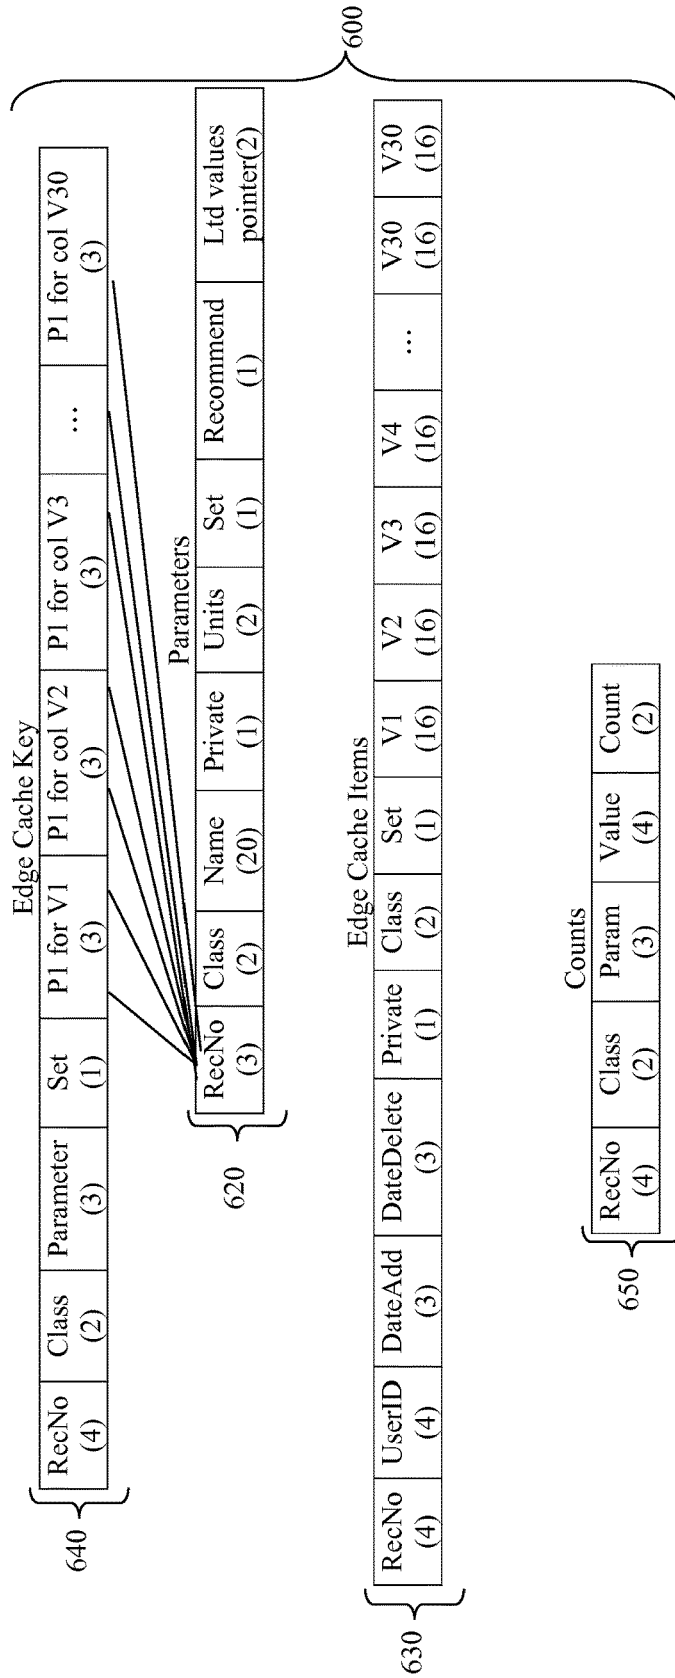 Edge Cache Key
RecNo
(4)
Class
(2)
Parameter
(3)
Set
(1)
P1 for V1
(3)
P1 for col V2
(3)
P1 for col V3
(3)
...
P1 for col V30
(3)
640
Parameters
RecNo
(3)
Class
(2)
Name
(20)
Private
(1)
Units
(2)
Set
(1)
Recommend
(1)
Ltd values
pointer(2)
620
600
Edge Cache Items
RecNo
(4)
UserID
(4)
DateAdd
(3)
DateDelete
(3)
Private
(1)
Class
(2)
Set
(1)
V1
(16)
V2
(16)
V3
(16)
V4
(16)
...
V30
(16)
V30
(16)
630
Counts
RecNo
(4)
Class
(2)
Param
(3)
Value
(4)
Count
(2)
650